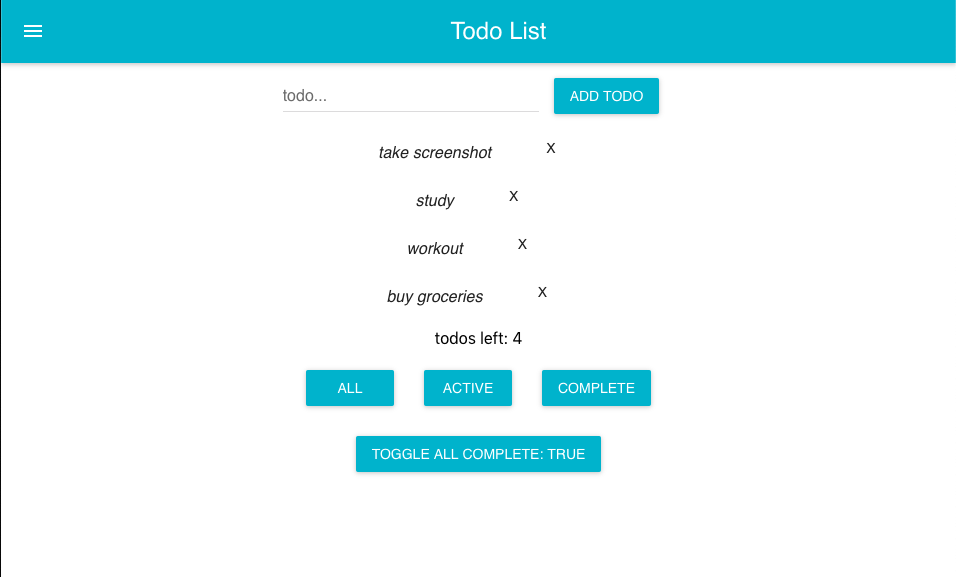 Todo List
todo... ADD TODO
take screenshot X
study X
workout X
buy groceries X
todos left: 4
ALL ACTIVE COMPLETE
TOGGLE ALL COMPLETE: TRUE